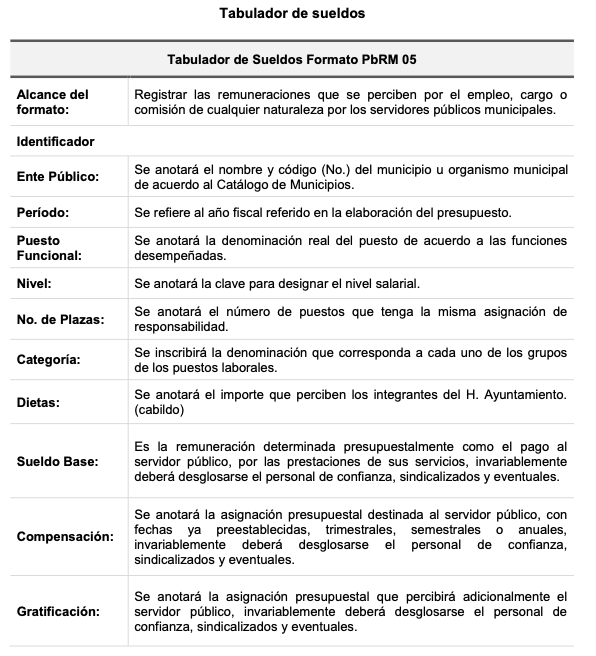 Tabulador de sueldos
Tabulador de Sueldos Formato PbRM 05
Alcance del
formato:
Registrar las remuneraciones que se perciben por el empleo, cargo o
comisión de cualquier naturaleza por los servidores públicos municipales.
Identificador
Ente Público:
Se anotará el nombre y código (No.) del municipio u organismo municipal
de acuerdo al Catálogo de Municipios.
Período:
Se refiere al año fiscal referido en la elaboración del presupuesto.
Puesto
Funcional:
Se anotará la denominación real del puesto de acuerdo a las funciones
desempeñadas.
Nivel:
Se anotará la clave para designar el nivel salarial.
No. de Plazas:
Se anotará el número de puestos que tenga la misma asignación de
responsabilidad.
Categoría:
Se inscribirá la denominación que corresponda a cada uno de los grupos
de los puestos laborales.
Dietas:
Se anotará el importe que perciben los integrantes del H. Ayuntamiento.
(cabildo)
Sueldo Base:
Es la remuneración determinada presupuestalmente como el pago al
servidor público, por las prestaciones de sus servicios, invariablemente
deberá desglosarse el personal de confianza, sindicalizados y eventuales.
Compensación:
Se anotará la asignación presupuestal destinada al servidor público, con
fechas ya preestablecidas, trimestrales, semestrales o anuales,
invariablemente deberá desglosarse el personal de confianza,
sindicalizados y eventuales.
Gratificación:
Se anotará la asignación presupuestal que percibirá adicionalmente el
servidor público, invariablemente deberá desglosarse el personal de
confianza, sindicalizados y eventuales.